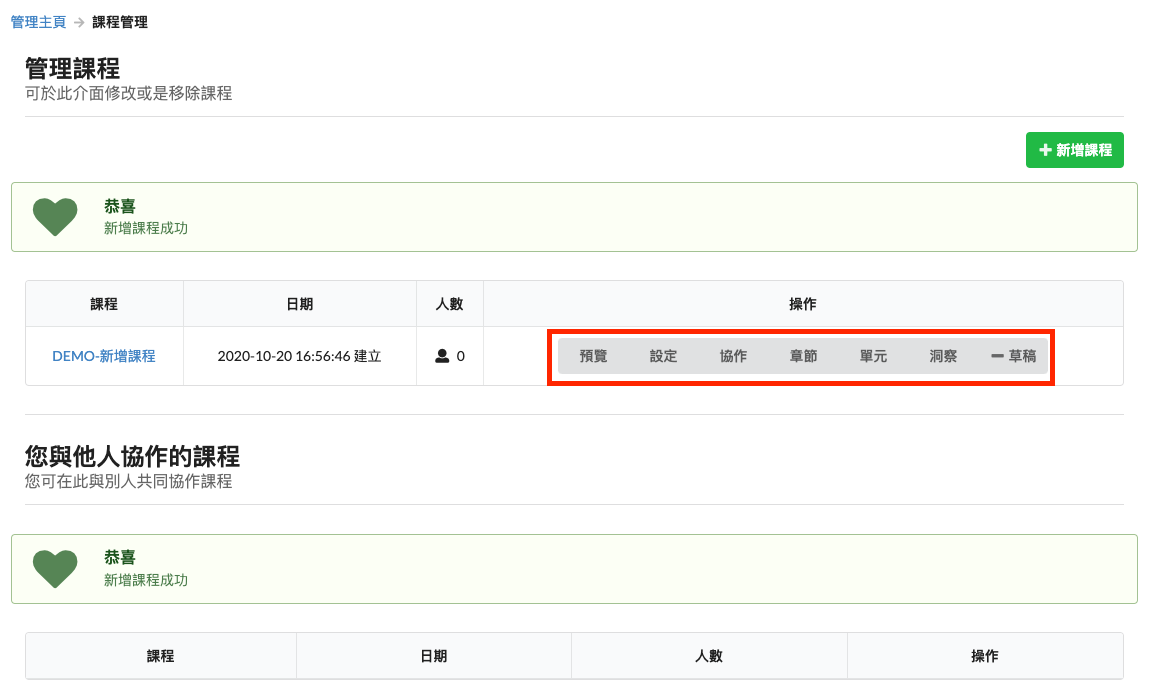 管理主頁 → 課程管理
管理課程
可於此介面修改或是移除課程
新增課程
恭喜
新增課程成功
課程 日期 人數 操作
DEMO-新增課程 2020-10-20 16:56:46 建立 0 預覽 設定 協作 章節 單元 洞察 草稿
您與他人協作的課程
您可在此與別人共同協作課程
恭喜
新增課程成功
課程 日期 人數 操作